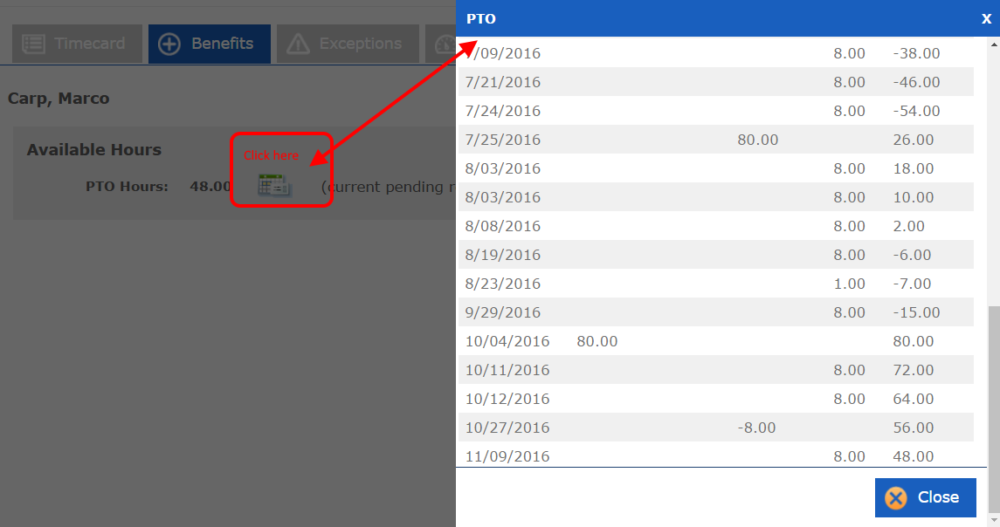 Timecard
Benefits
Exceptions
Carp, Marco
Available Hours
Click here
PTO Hours: 48.00 (current pending
PTO X
/09/2016 8.00 -38.00
7/21/2016 8.00 -46.00
7/24/2016 8.00 -54.00
7/25/2016 80.00 26.00
8/03/2016 8.00 18.00
8/03/2016 8.00 10.00
8/08/2016 8.00 2.00
8/19/2016 8.00 -6.00
8/23/2016 1.00 -7.00
9/29/2016 8.00 -15.00
10/04/2016 80.00 80.00
10/11/2016 8.00 72.00
10/12/2016 8.00 64.00
10/27/2016 -8.00 56.00
11/09/2016 8.00 48.00
Close